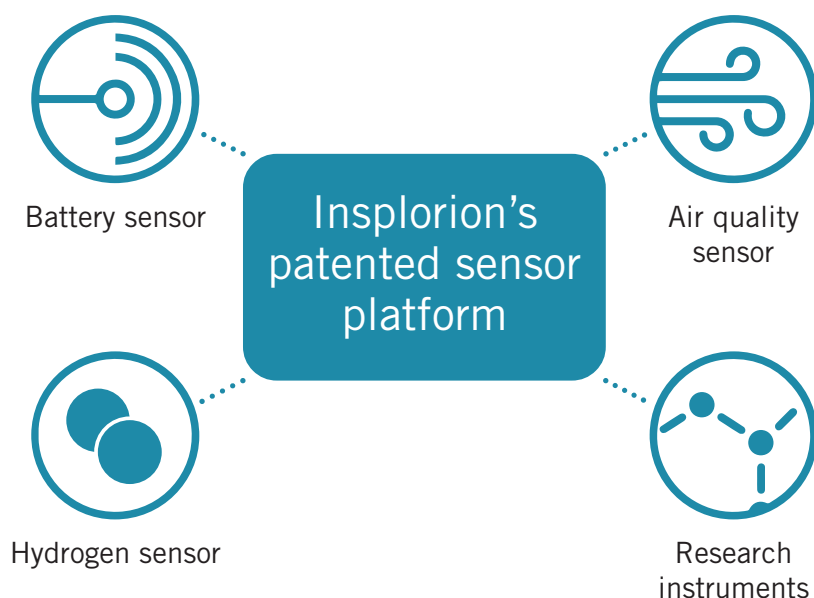 Battery sensor
Insplorion’s
patented sensor
platform
Air quality
sensor
Hydrogen sensor
Research
instruments